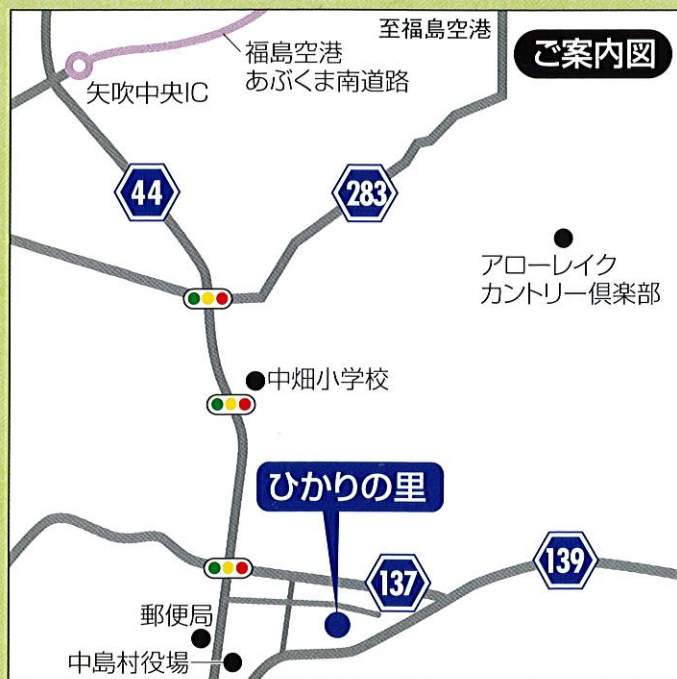 至福島空港
ご案内図
福島空港
あぶくま南道路
矢吹中央IC
44
283
アローレイク
カントリー倶楽部
中畑小学校
ひかりの里
137
139
郵便局
中島村役場